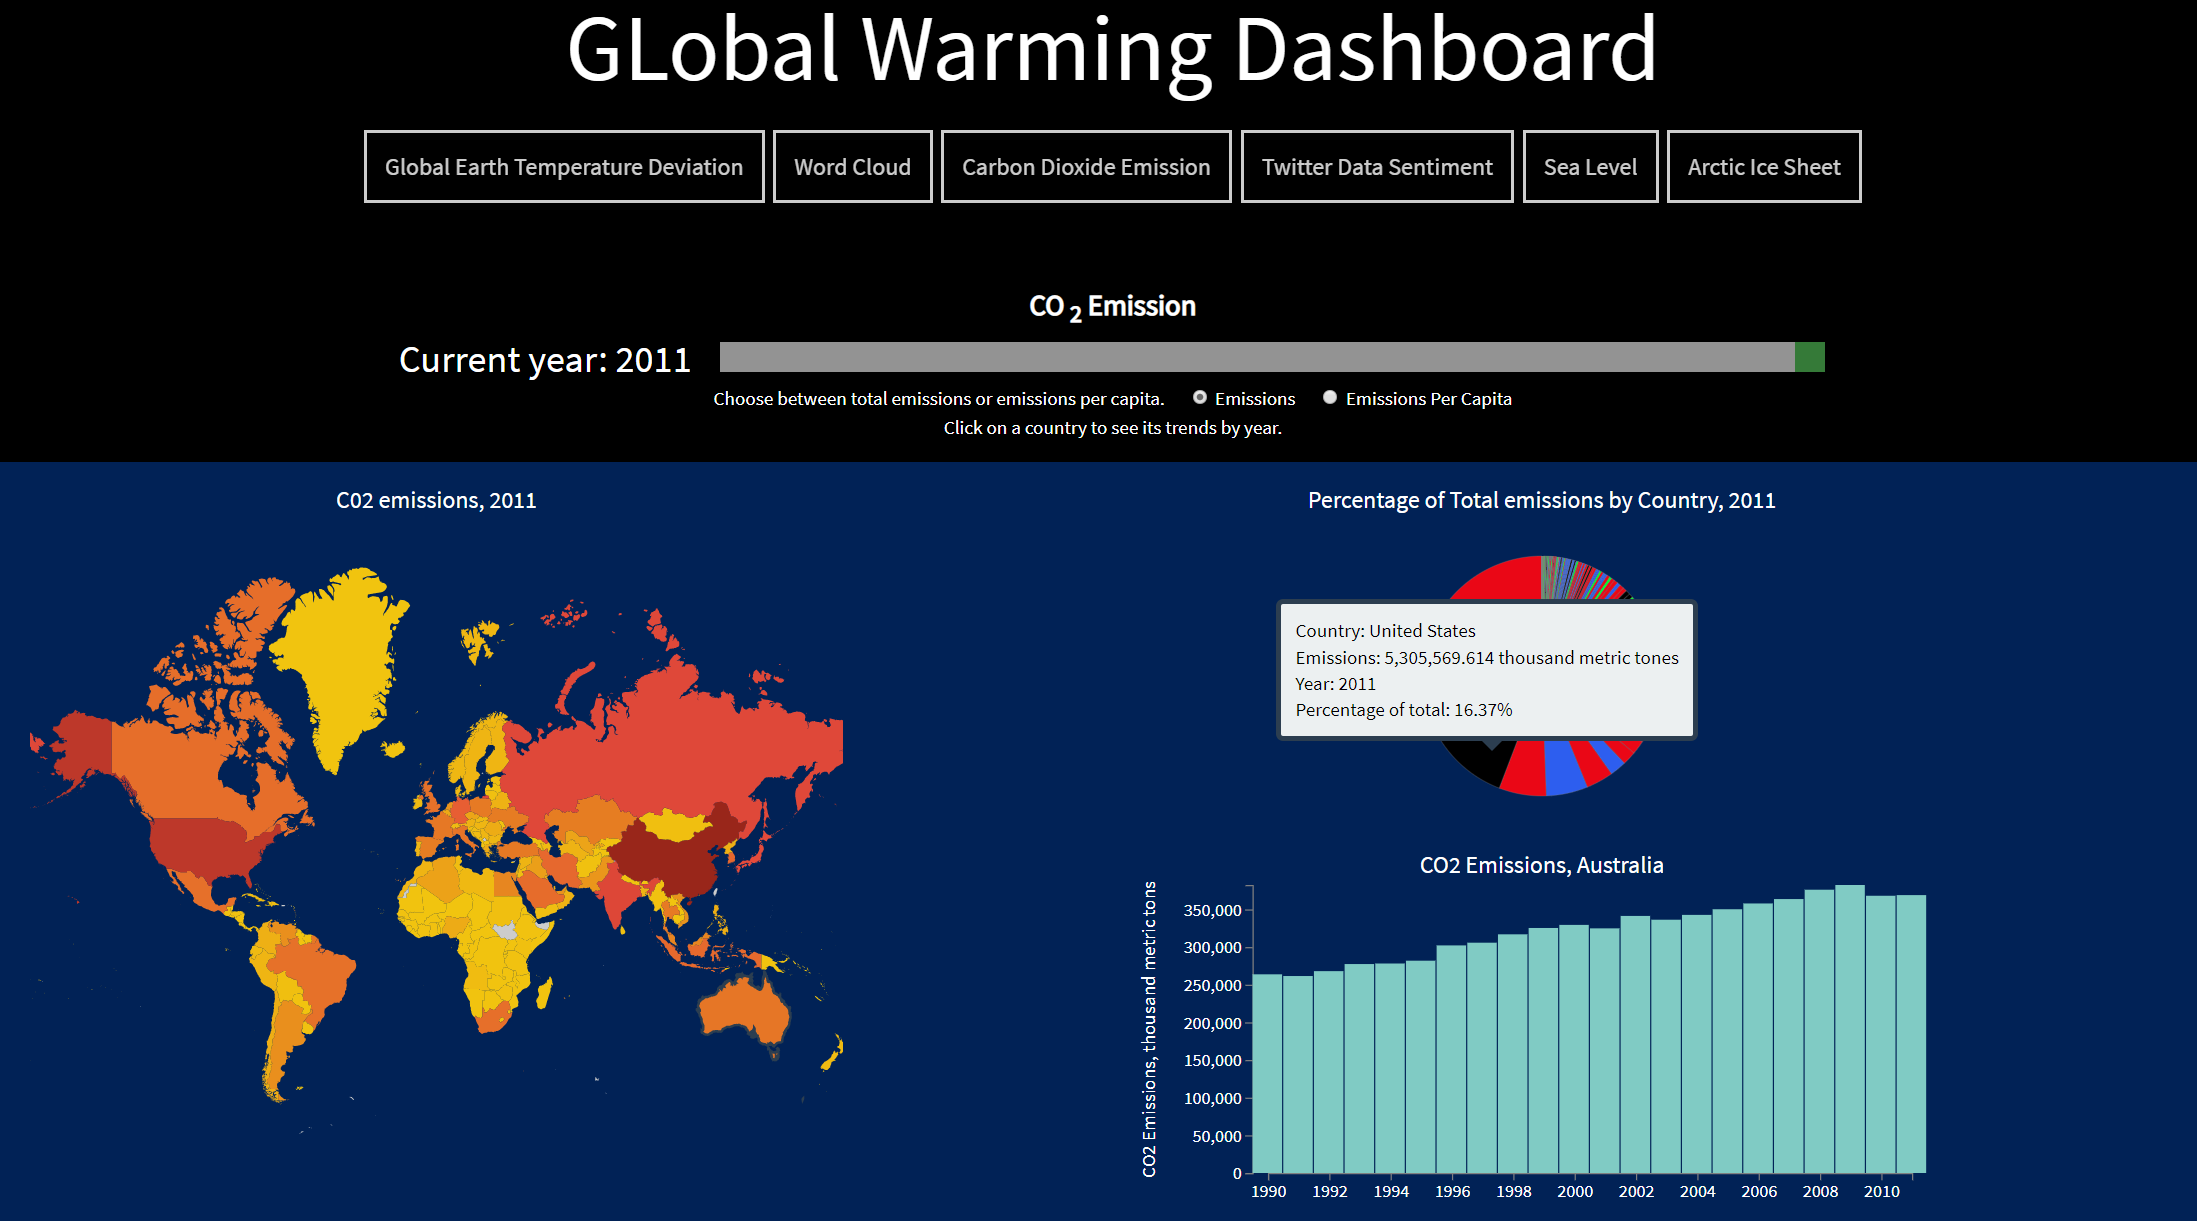 GLobal Warming Dashboard
Global Earth Temperature Deviation
Word Cloud
Carbon Dioxide Emission
Twitter Data Sentiment
Sea Level
Arctic Ice Sheet
CO 2 Emission
Current year: 2011
Choose between total emissions or emissions per capita. Emissions Emissions Per Capita
Click on a country to see its trends by year.
C02 emissions, 2011
Percentage of Total emissions by Country, 2011
Country: United States
Emissions: 5,305,569.614 thousand metric tones
Year: 2011
Percentage of total: 16.37%
CO2 Emissions, Australia
CO2 Emissions, thousand metric tons
350,000
300,000
250,000
200,000
150,000
100,000
50,000
0
1990 1992 1994 1996 1998 2000 2002 2004 2006 2008 2010